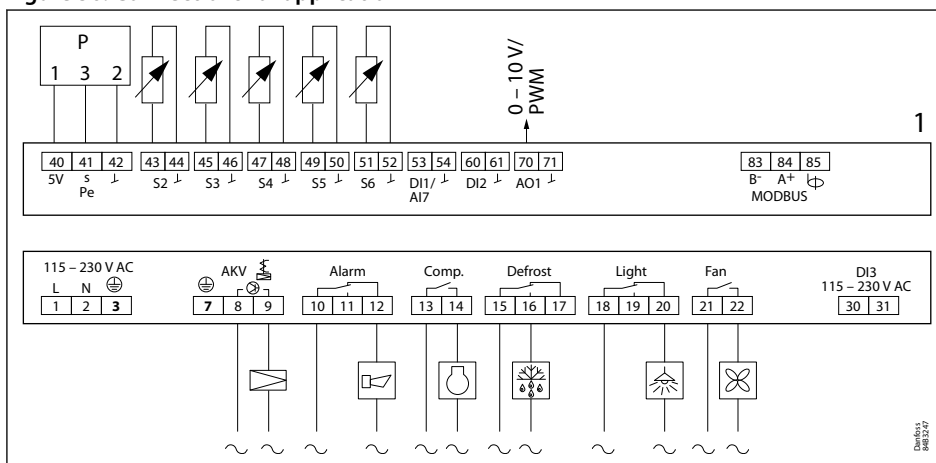 P
1 3 2
0 – 10 V/
PWM
1
40 41 42 43 44 45 46 47 48 49 50 51 52 53 54 60 61 70 71 83 84 85
5V s S2 S3 S4 S5 S6 DI1/ DI2 AO1 B- A+
Pe AI7 MODBUS
115 – 230 V AC AKV Alarm Comp. Defrost Light Fan DI3
L N 115 – 230 V AC
1 2 3 7 8 9 10 11 12 13 14 15 16 17 18 19 20 21 22 30 31
Danfoss
84B3247